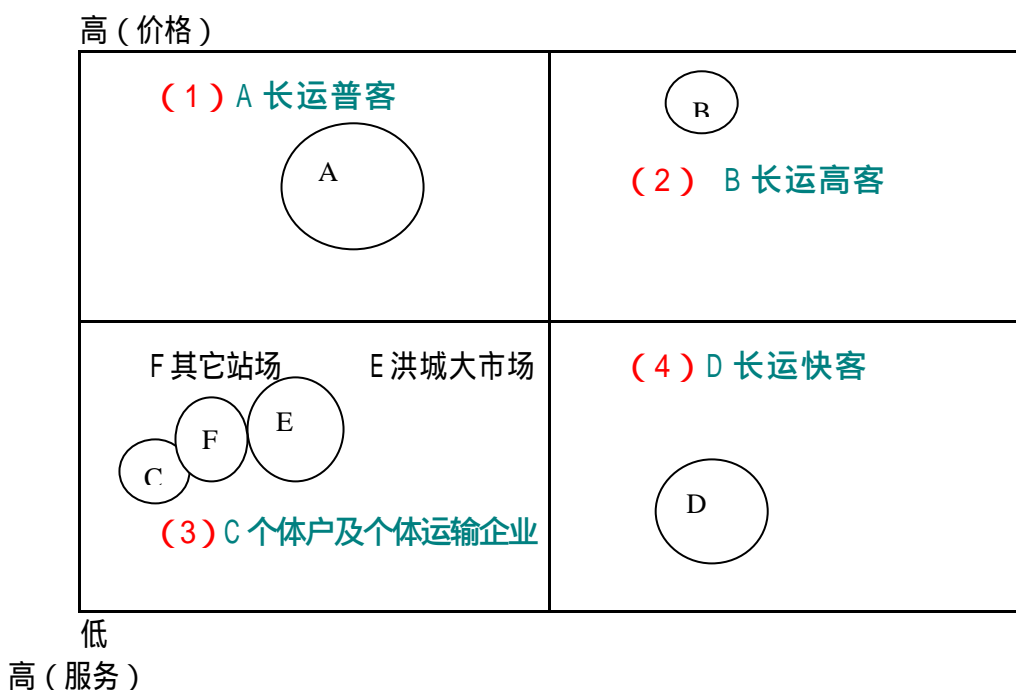 高（价格）
（1）A 长运普客
B
A
（2） B 长运高客
F 其它站场 E 洪城大市场
（4）D 长运快客
E
F
C
D
（3）C 个体户及个体运输企业
低
高（服务）